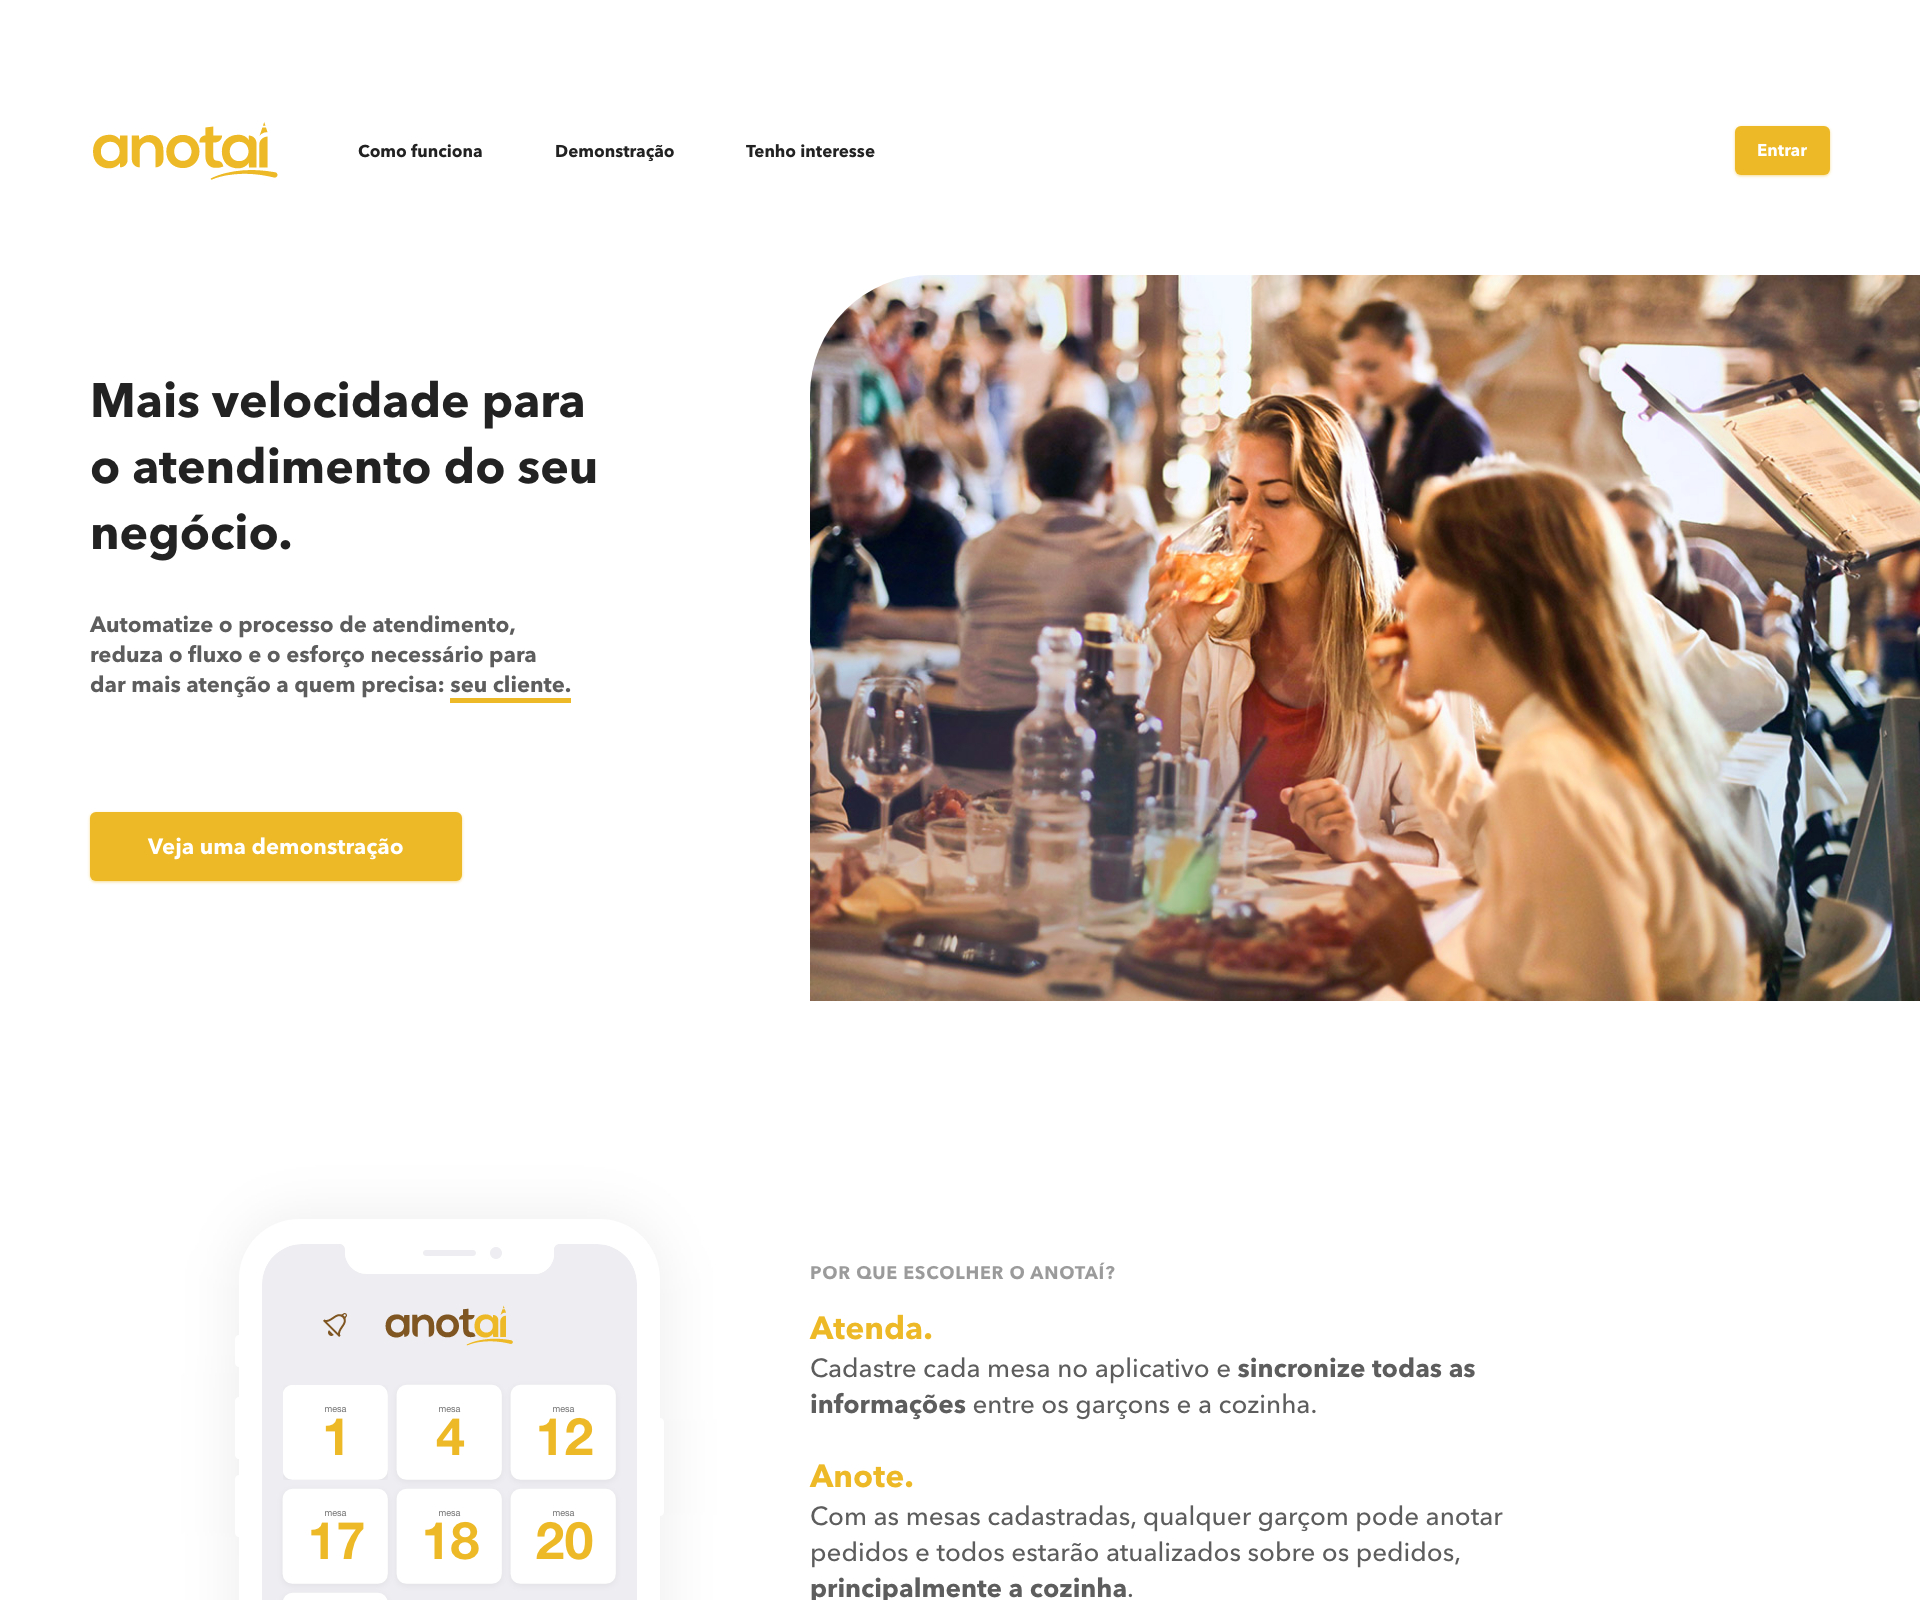 anotaí
Como funciona
Demonstração
Tenho interesse
Entrar
Mais velocidade para
o atendimento do seu
negócio.
Automatize o processo de atendimento,
reduza o fluxo e o esforço necessário para
dar mais atenção a quem precisa: seu cliente.
Veja uma demonstração
anotaí
mesa
1
mesa
4
mesa
12
mesa
17
mesa
18
mesa
20
POR QUE ESCOLHER O ANOTAÍ?
Atenda.
Cadastre cada mesa no aplicativo e sincronize todas as
informações entre os garçons e a cozinha.
Anote.
Com as mesas cadastradas, qualquer garçom pode anotar
pedidos e todos estarão atualizados sobre os pedidos,
principalmente a cozinha.